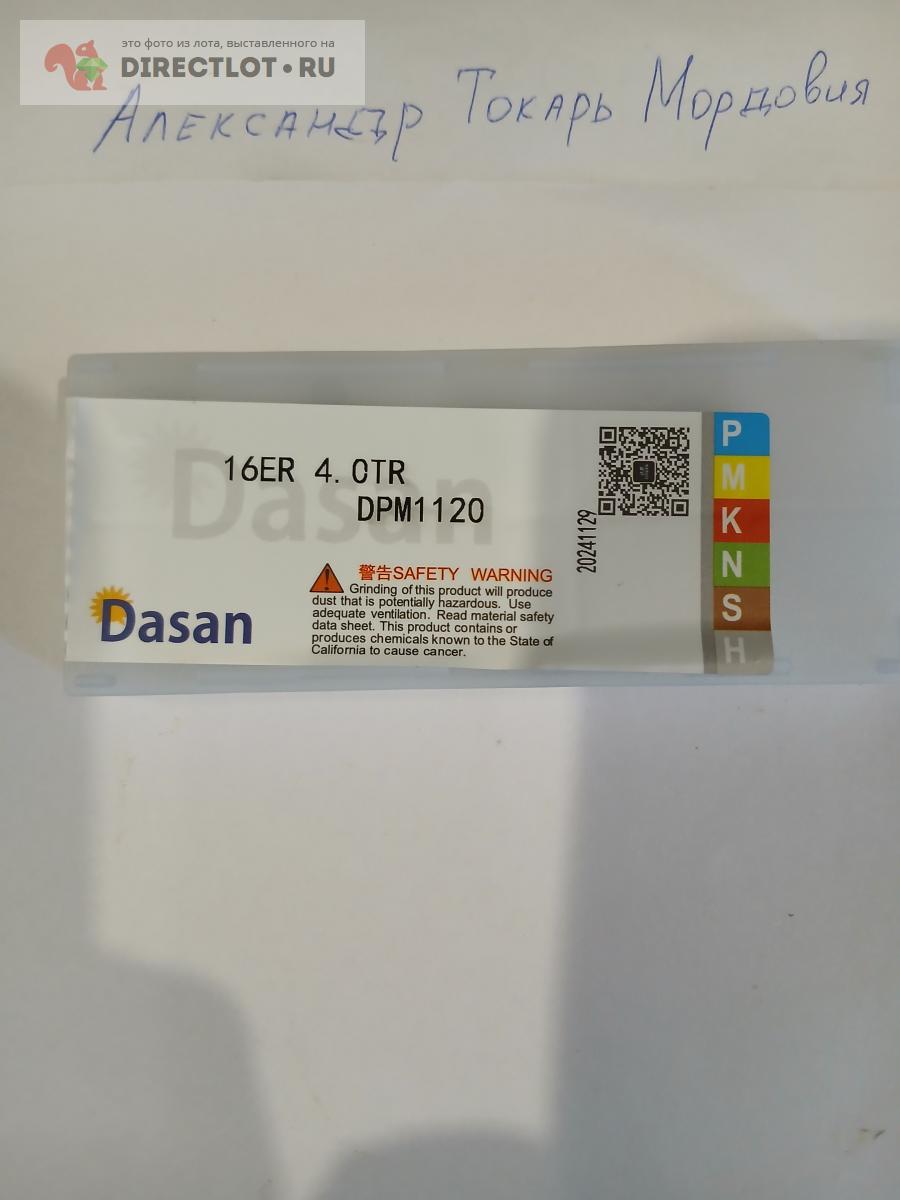 это фото из лота, выставленного на
DIRECTLOT•RU
Александр Токарь Мордовия
Dasan
16ER 4.0TR
DPM1120
20241129
警告SAFETY WARNING
Grinding of this product will produce
dust that is potentially hazardous. Use
adequate ventilation. Read material safety
data sheet. This product contains or
produces chemicals known to the State of
California to cause cancer.
Dasan
P
M
K
N
S
H